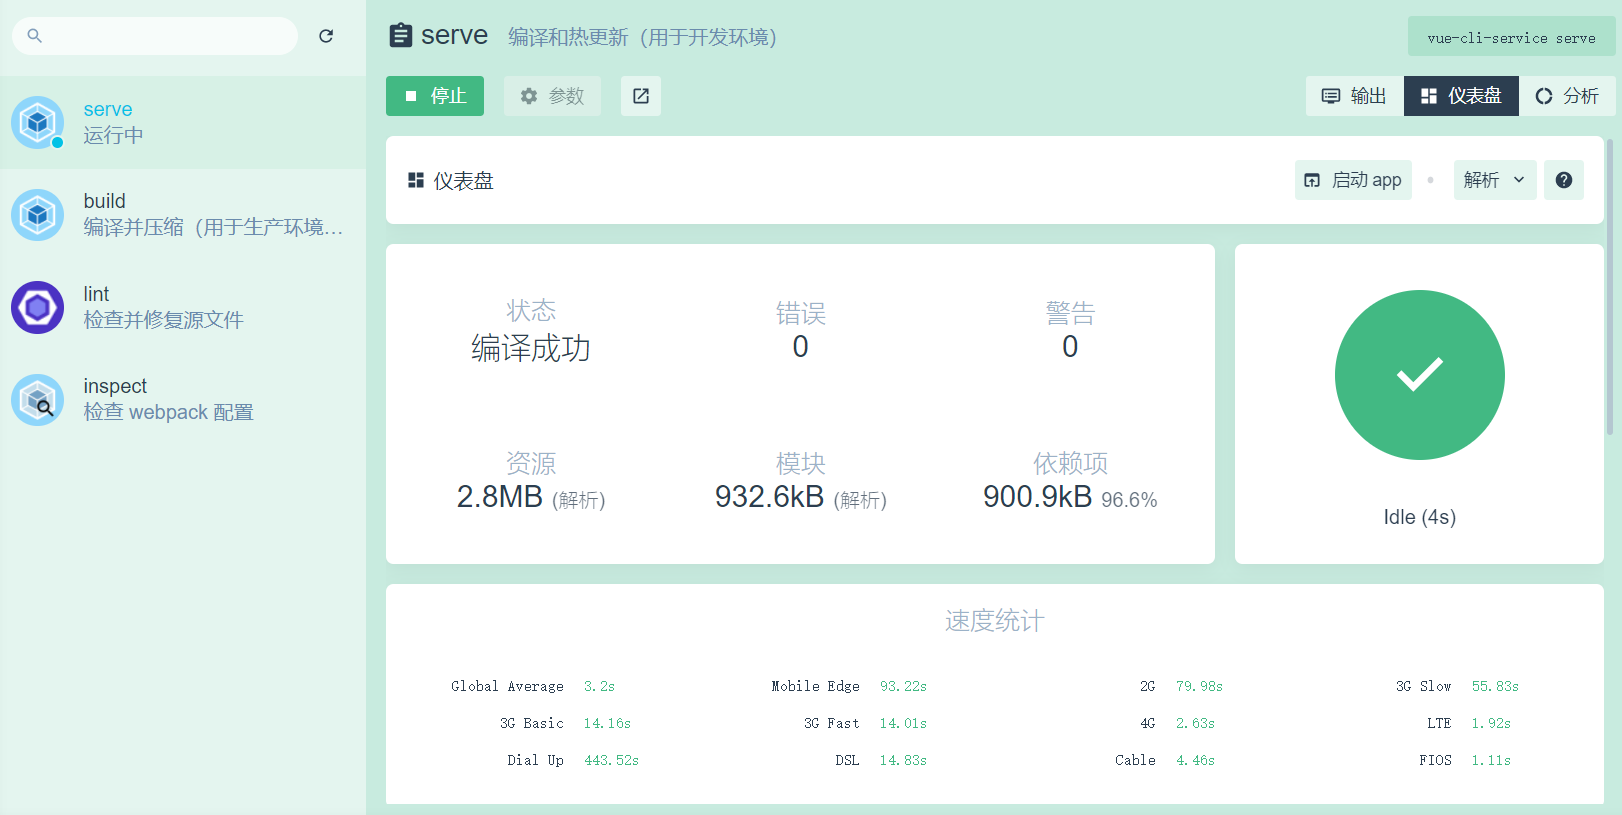 serve
运行中
build
编译并压缩（用于生产环境...
lint
检查并修复源文件
inspect
检查 webpack 配置
serve 编译和热更新（用于开发环境）
vue-cli-service serve
停止 参数 输出 仪表盘 分析
仪表盘 启动 app 解析
状态
编译成功
错误
0
警告
0
资源
2.8MB (解析)
模块
932.6kB (解析)
依赖项
900.9kB 96.6%
Idle (4s)
速度统计
Global Average 3.2s Mobile Edge 93.22s 2G 79.98s 3G Slow 55.83s
3G Basic 14.16s 3G Fast 14.01s 4G 2.63s LTE 1.92s
Dial Up 443.52s DSL 14.83s Cable 4.46s FIOS 1.11s